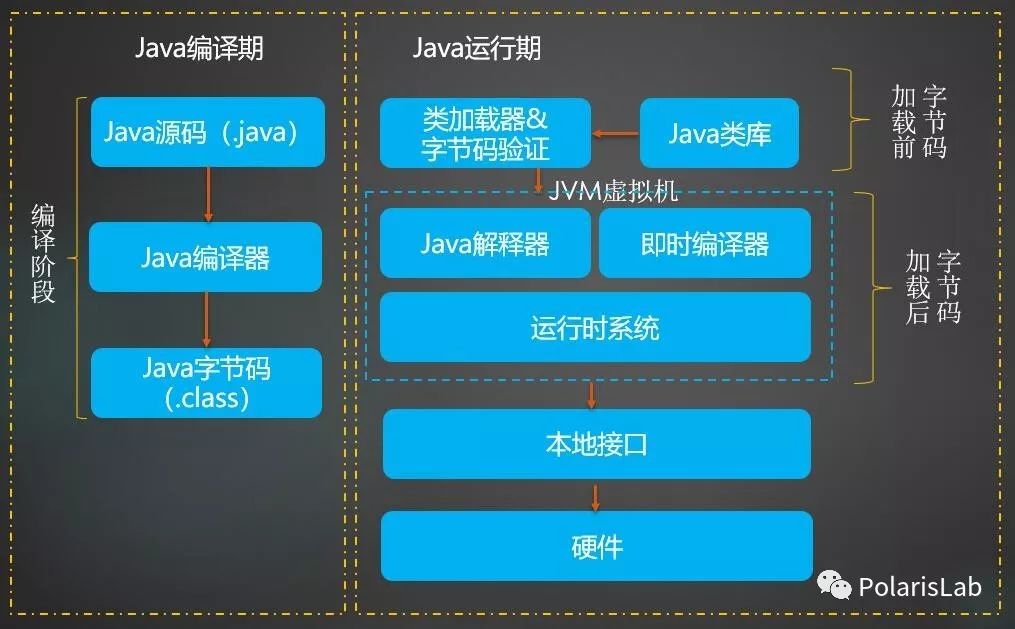 Java编译期
Java源码（.java）
Java编译器
Java字节码
（.class）
编译阶段
Java运行期
类加载器&
字节码验证
Java类库
JVM虚拟机
Java解释器
即时编译器
运行时系统
本地接口
硬件
字节码
加载前
字节码
加载后
PolarisLab